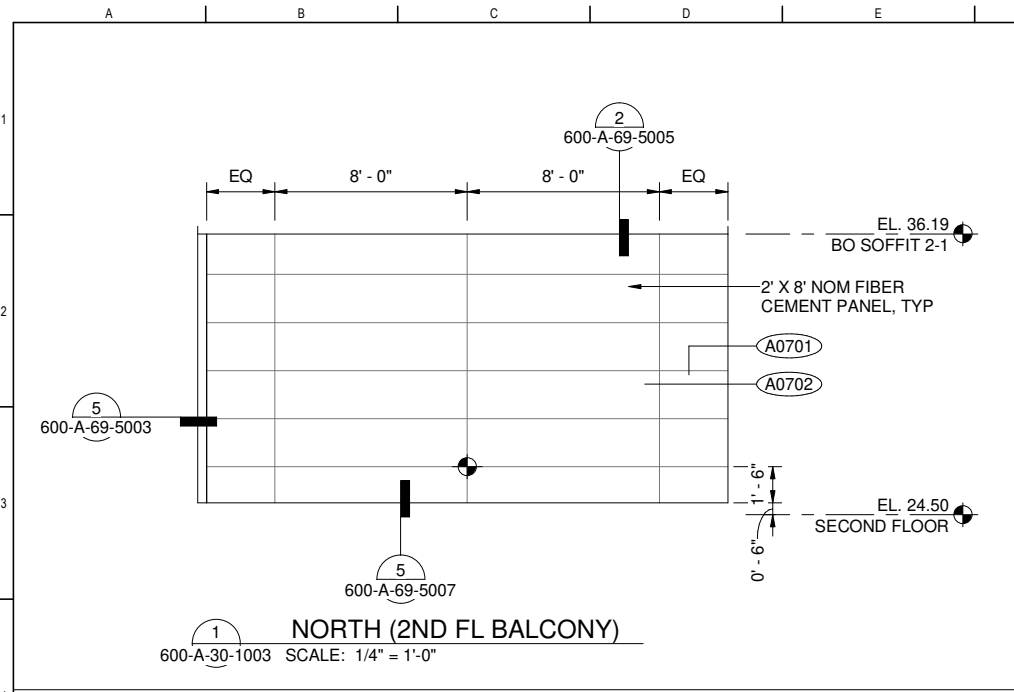 A B C D E
1
2
600-A-69-5005
EQ 8' - 0" 8' - 0" EQ
EL. 36.19
BO SOFFIT 2-1
2' X 8' NOM FIBER
CEMENT PANEL, TYP
2
A0701
A0702
5
600-A-69-5003
1' - 6"
3
EL. 24.50
SECOND FLOOR
0' - 6"
5
600-A-69-5007
1
NORTH (2ND FL BALCONY)
600-A-30-1003 SCALE: 1/4" = 1'-0"